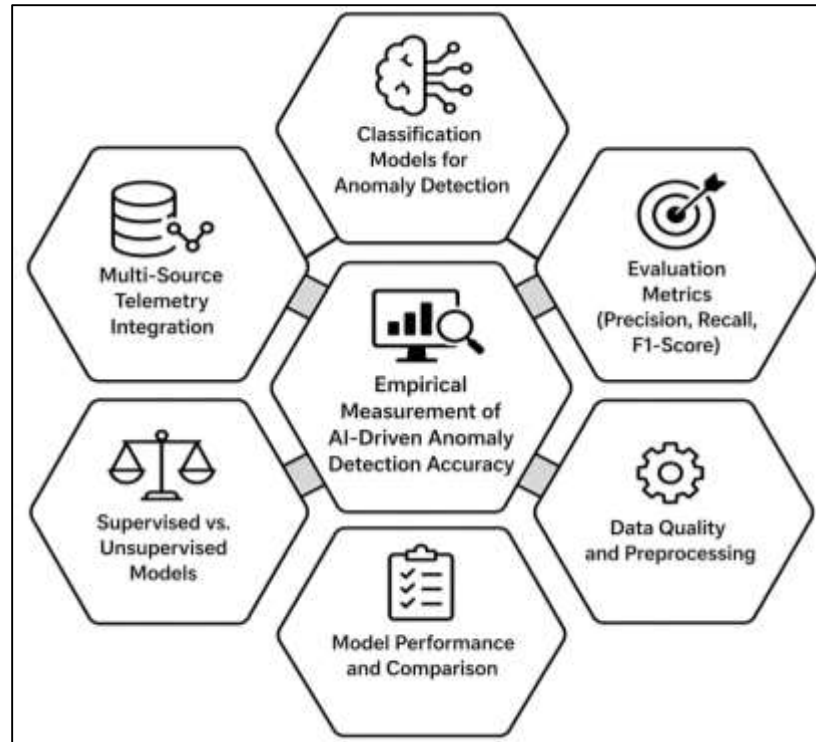 Classification
Models for
Anomaly Detection
Multi-Source
Telemetry
Integration
Evaluation
Metrics
(Precision, Recall,
F1-Score)
Empirical
Measurement of
AI-Driven Anomaly
Detection Accuracy
Supervised vs.
Unsupervised
Models
Data Quality
and Preprocessing
Model Performance
and Comparison